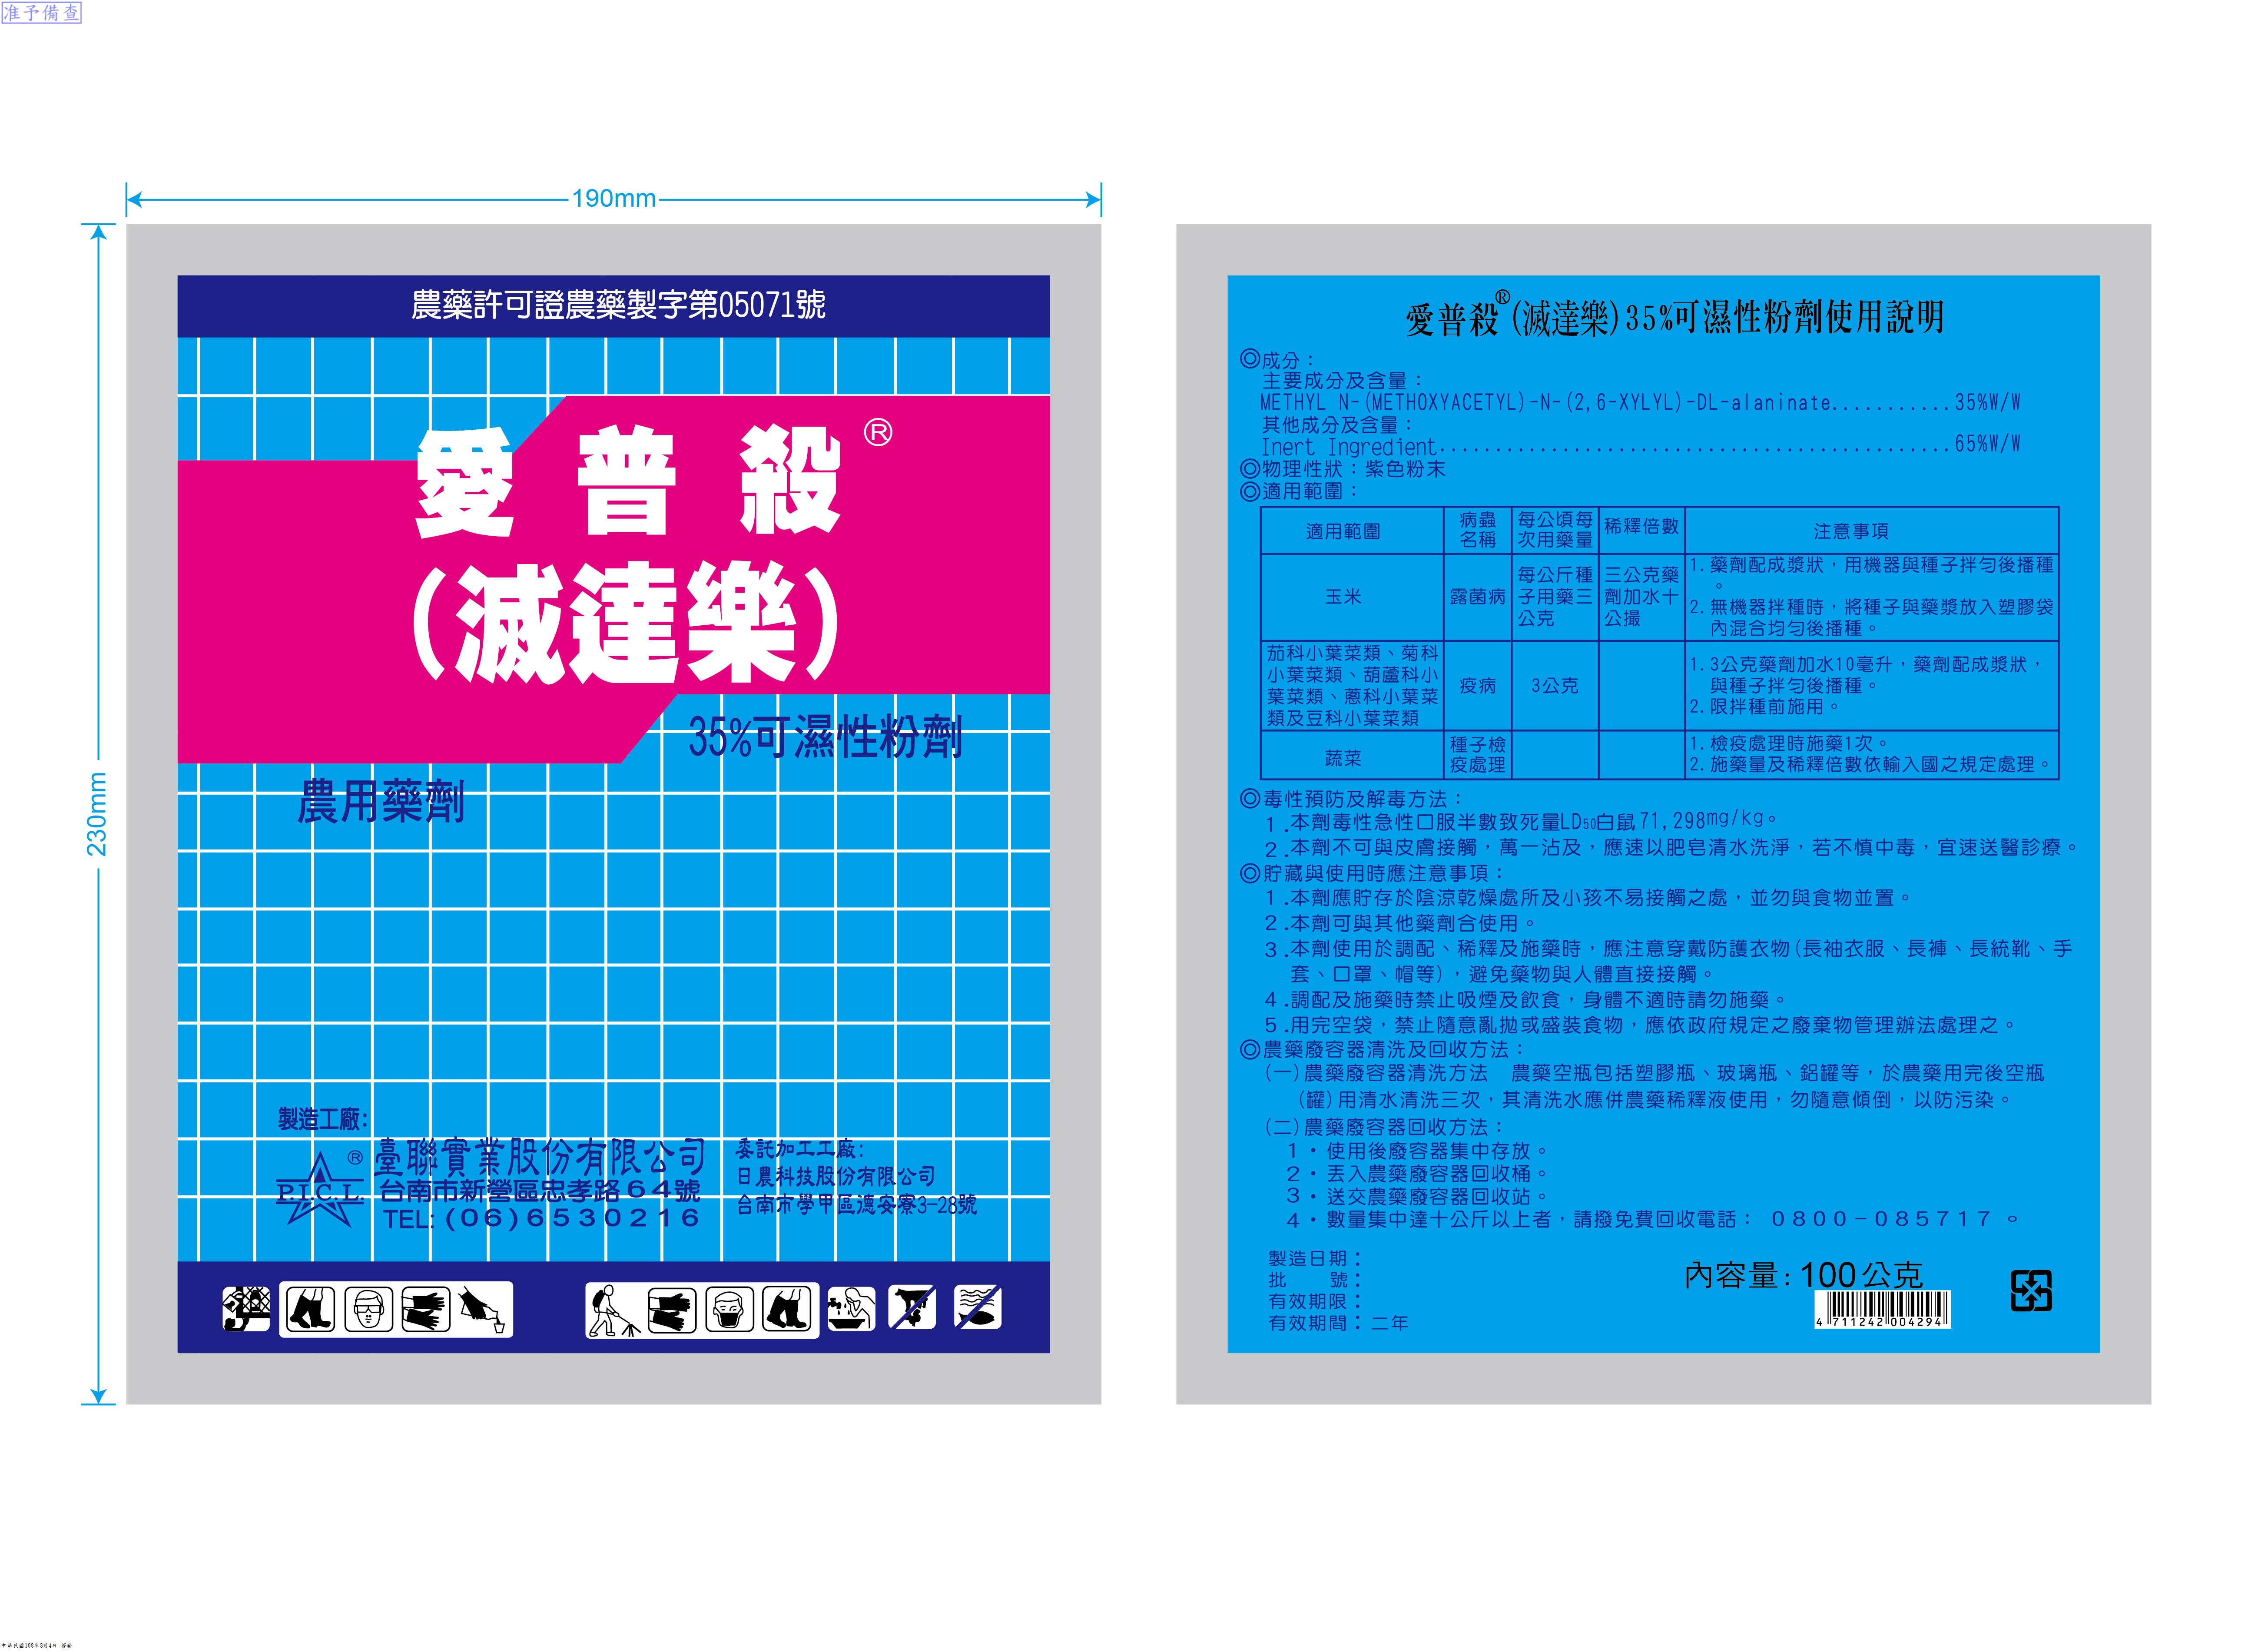 准予備查
190mm
230mm
農藥許可證農藥製字第05071號
愛普殺®
(滅達樂)
35%可濕性粉劑
農用藥劑
製造工廠:
® 臺聯實業股份有限公司
P.I.C.L. 台南市新營區忠孝路64號
TEL:(06)6530216
委託加工工廠:
日農科技股份有限公司
台南市學甲區德安寮3-28號
愛普殺®(滅達樂)35%可濕性粉劑使用說明
◎成分：
主要成分及含量：
METHYL N-(METHOXYACETYL)-N-(2,6-XYLYL)-DL-alaninate...........35%W/W
其他成分及含量：
Inert Ingredient..............................................65%W/W
◎物理性狀：紫色粉末
◎適用範圍：
適用範圍 病蟲名稱 每公頃每次用藥量 稀釋倍數 注意事項
玉米 露菌病 每公斤種子用藥三公克 三公克藥劑加水十公撮
1.藥劑配成漿狀，用機器與種子拌勻後播種
。
2.無機器拌種時，將種子與藥漿放入塑膠袋
內混合均勻後播種。
茄科小葉菜類、菊科
小葉菜類、葫蘆科小
葉菜類、蔥科小葉菜
類及豆科小葉菜類
疫病 3公克
1.3公克藥劑加水10毫升，藥劑配成漿狀，
與種子拌勻後播種。
2.限拌種前施用。
蔬菜 種子檢疫處理
1.檢疫處理時施藥1次。
2.施藥量及稀釋倍數依輸入國之規定處理。
◎毒性預防及解毒方法：
1.本劑毒性急性口服半數致死量LD50白鼠71,298mg/kg。
2.本劑不可與皮膚接觸，萬一沾及，應速以肥皂清水洗淨，若不慎中毒，宜速送醫診療。
◎貯藏與使用時應注意事項：
1.本劑應貯存於陰涼乾燥處所及小孩不易接觸之處，並勿與食物並置。
2.本劑可與其他藥劑合使用。
3.本劑使用於調配、稀釋及施藥時，應注意穿戴防護衣物(長袖衣服、長褲、長統靴、手
套、口罩、帽等)，避免藥物與人體直接接觸。
4.調配及施藥時禁止吸煙及飲食，身體不適時請勿施藥。
5.用完空袋，禁止隨意亂拋或盛裝食物，應依政府規定之廢棄物管理辦法處理之。
◎農藥廢容器清洗及回收方法：
(一)農藥廢容器清洗方法 農藥空瓶包括塑膠瓶、玻璃瓶、鋁罐等，於農藥用完後空瓶
(罐)用清水清洗三次，其清洗水應併農藥稀釋液使用，勿隨意傾倒，以防污染。
(二)農藥廢容器回收方法：
1・使用後廢容器集中存放。
2・丟入農藥廢容器回收桶。
3・送交農藥廢容器回收站。
4・數量集中達十公斤以上者，請撥免費回收電話：0800-085717。
製造日期：
批 號：
有效期限：
有效期間：二年
內容量:100公克
4 711242 004294